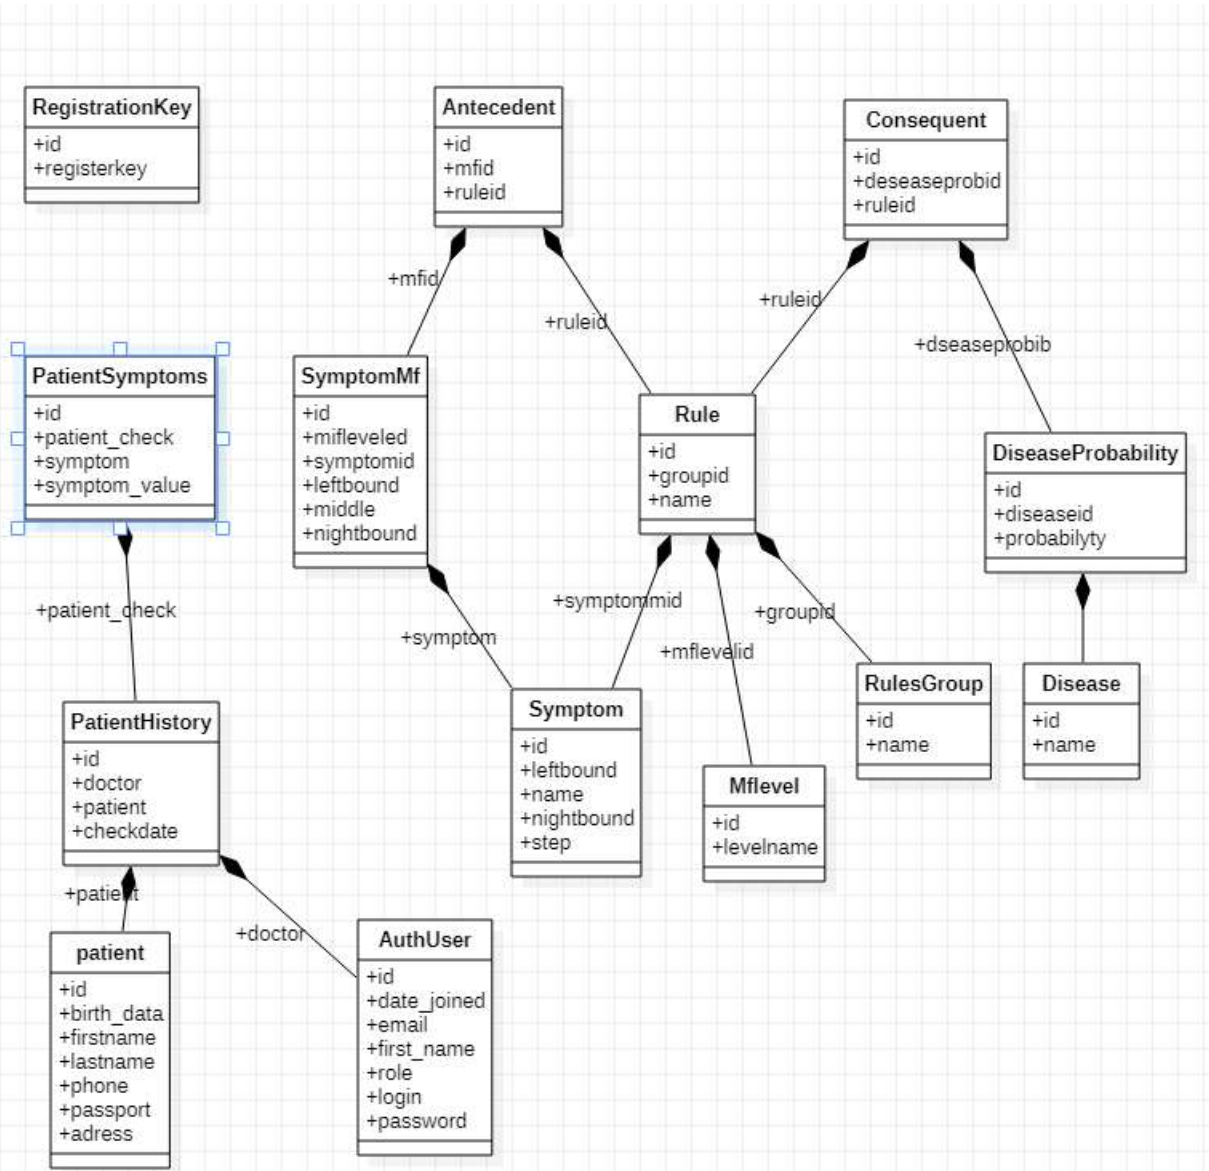 RegistrationKey
+id
+registerkey
Antecedent
+id
+mfid
+ruleid
Consequent
+id
+deseaseprobid
+ruleid
+mfid
+ruleid
+ruleid
+dseaseprobib
PatientSymptoms
+id
+patient_check
+symptom
+symptom_value
SymptomMf
+id
+mifleveled
+symptomid
+leftbound
+middle
+nightbound
Rule
+id
+groupid
+name
DiseaseProbability
+id
+diseaseid
+probabilyty
+patient_check
+symptom
+symptommid
+mflevelid
+groupid
PatientHistory
+id
+doctor
+patient
+checkdate
Symptom
+id
+leftbound
+name
+nightbound
+step
Mflevel
+id
+levelname
RulesGroup
+id
+name
Disease
+id
+name
+patient
+doctor
patient
+id
+birth_data
+firstname
+lastname
+phone
+passport
+adress
AuthUser
+id
+date_joined
+email
+first_name
+role
+login
+password